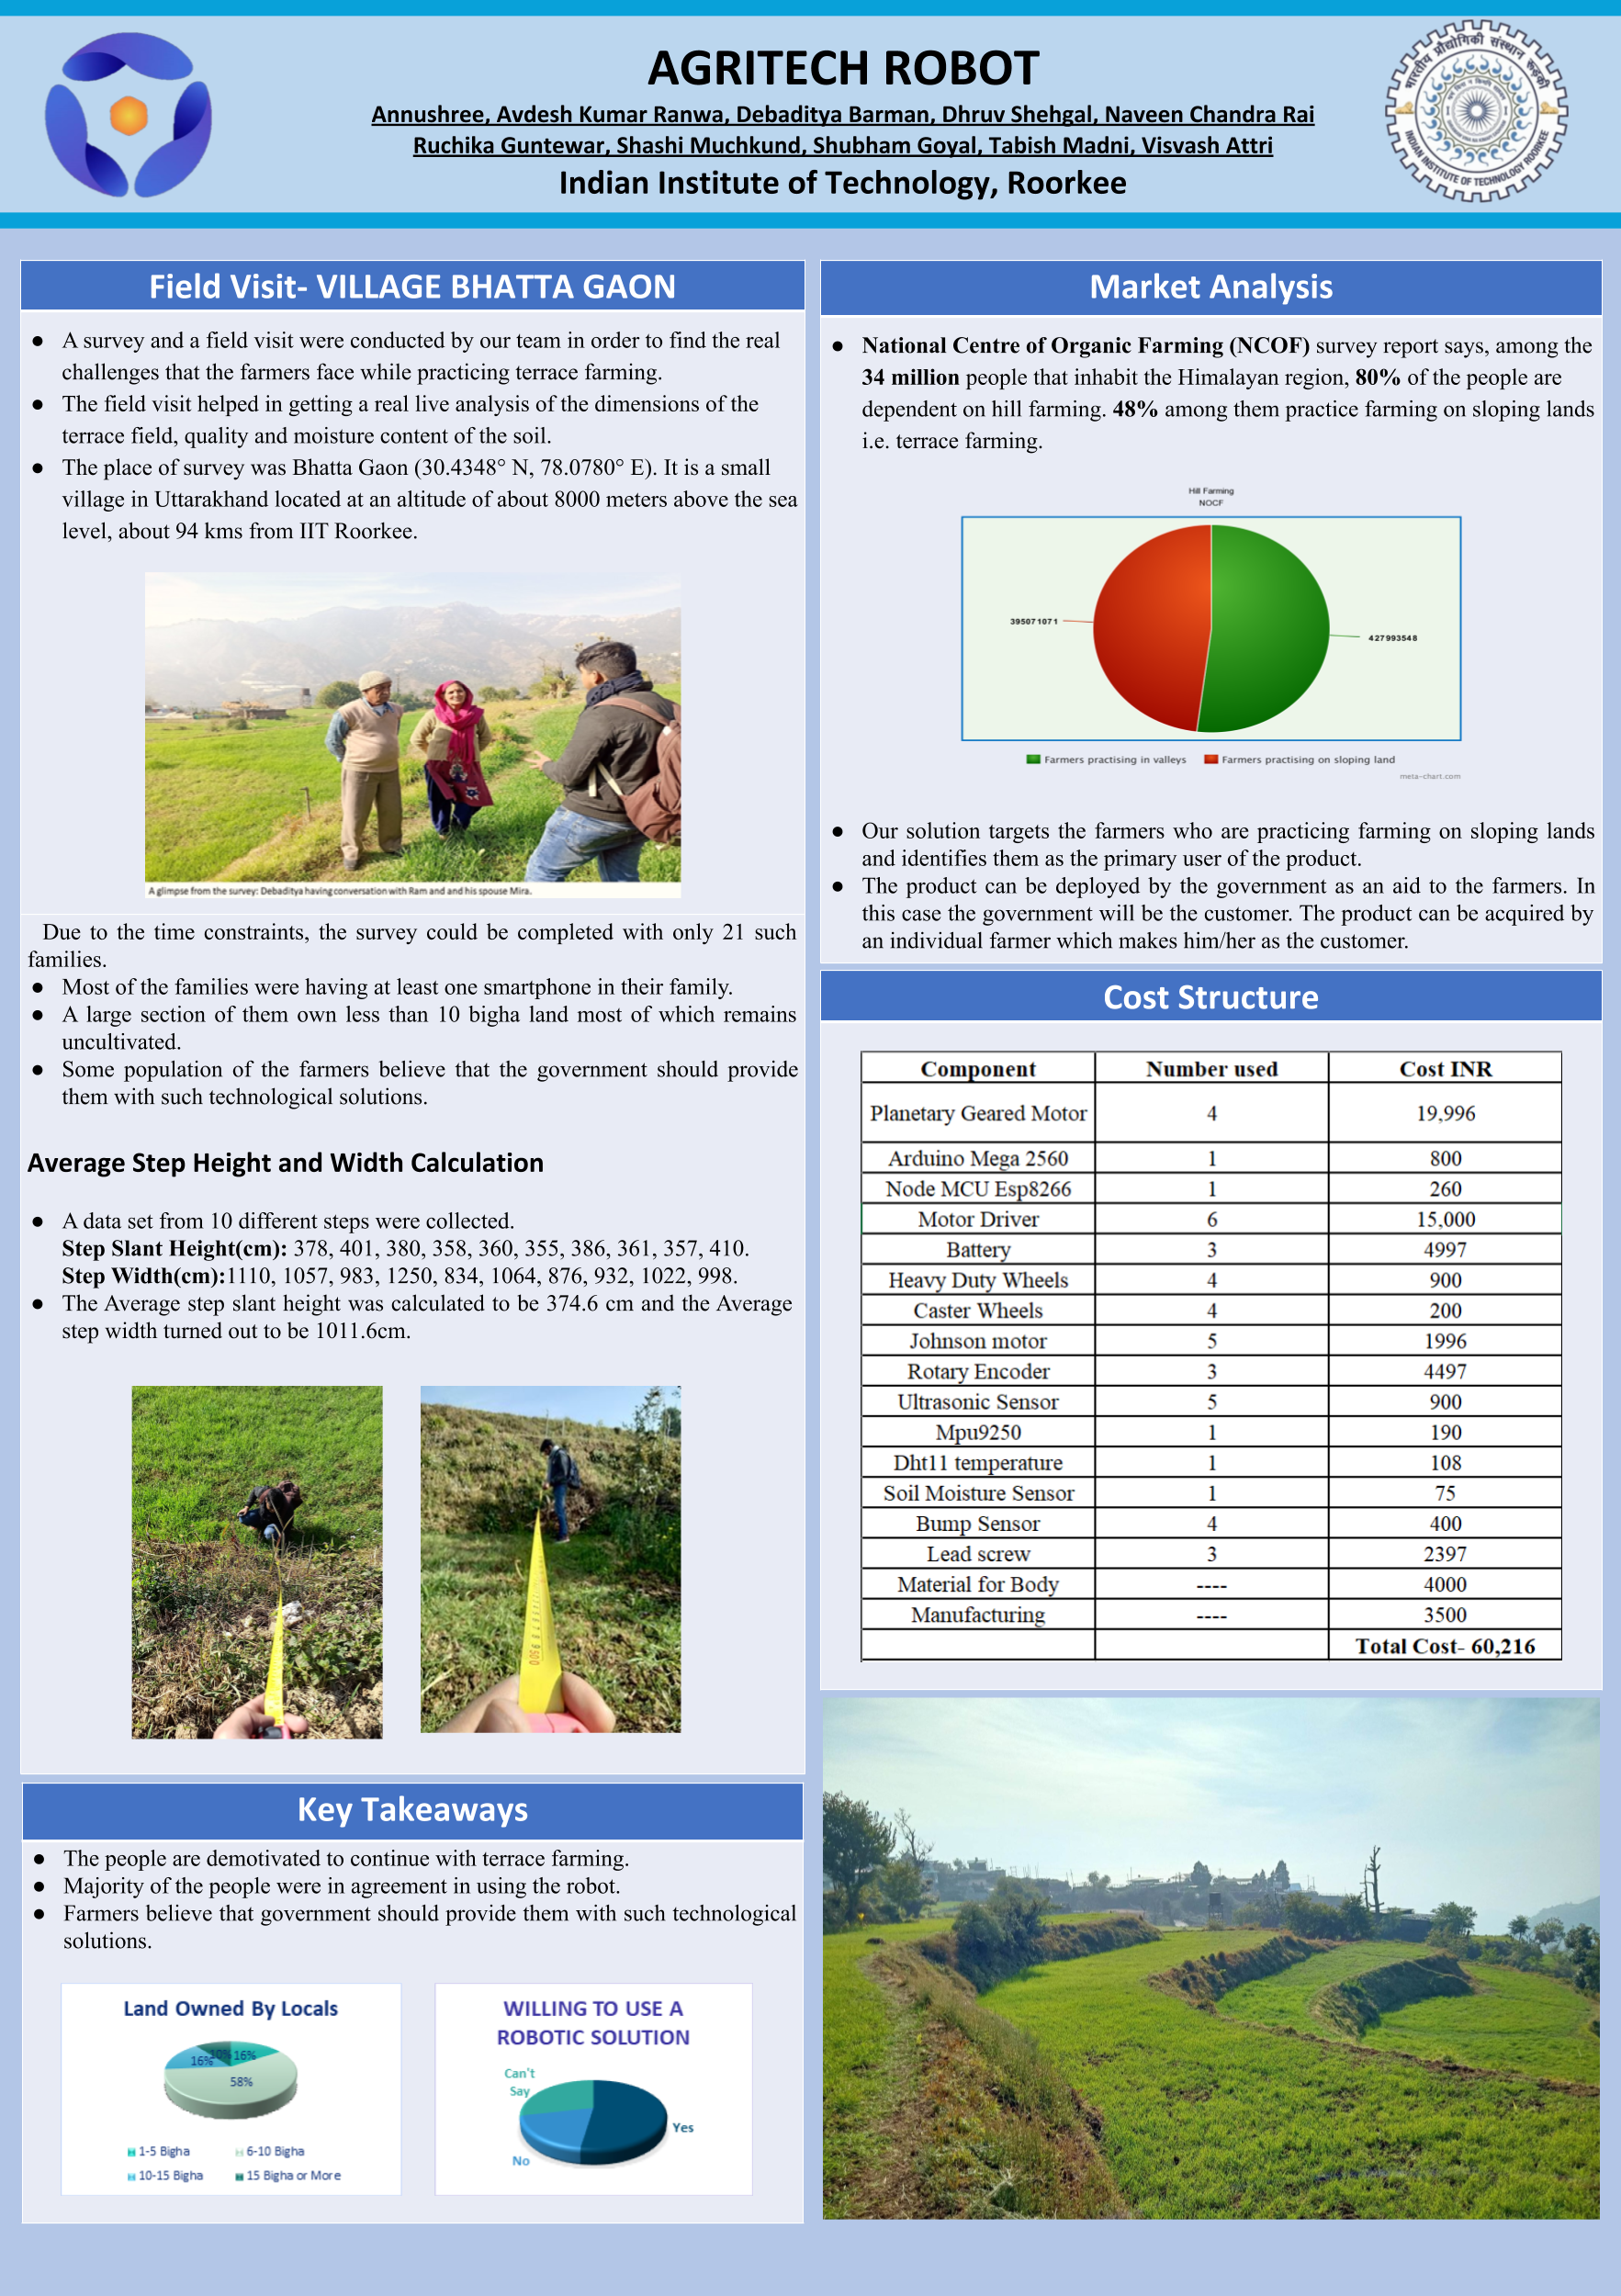 AGRITECH ROBOT
Annushree, Avdesh Kumar Ranwa, Debaditya Barman, Dhruv Shehgal, Naveen Chandra Rai
Ruchika Guntewar, Shashi Muchkund, Shubham Goyal, Tabish Madni, Visvash Attri
Indian Institute of Technology, Roorkee
भारतीय प्रौद्योगिकी संस्थान रूड़की
INDIAN INSTITUTE OF TECHNOLOGY ROORKEE
Field Visit- VILLAGE BHATTA GAON
● A survey and a field visit were conducted by our team in order to find the real
challenges that the farmers face while practicing terrace farming.
● The field visit helped in getting a real live analysis of the dimensions of the
terrace field, quality and moisture content of the soil.
● The place of survey was Bhatta Gaon (30.4348° N, 78.0780° E). It is a small
village in Uttarakhand located at an altitude of about 8000 meters above the sea
level, about 94 kms from IIT Roorkee.
A glimpse from the survey: Debaditya having conversation with Ram and and his spouse Mira.
Due to the time constraints, the survey could be completed with only 21 such
families.
● Most of the families were having at least one smartphone in their family.
● A large section of them own less than 10 bigha land most of which remains
uncultivated.
● Some population of the farmers believe that the government should provide
them with such technological solutions.
Average Step Height and Width Calculation
● A data set from 10 different steps were collected.
Step Slant Height(cm): 378, 401, 380, 358, 360, 355, 386, 361, 357, 410.
Step Width(cm):1110, 1057, 983, 1250, 834, 1064, 876, 932, 1022, 998.
● The Average step slant height was calculated to be 374.6 cm and the Average
step width turned out to be 1011.6cm.
Key Takeaways
● The people are demotivated to continue with terrace farming.
● Majority of the people were in agreement in using the robot.
● Farmers believe that government should provide them with such technological
solutions.
Land Owned By Locals
16% 10% 16%
58%
1-5 Bigha 6-10 Bigha
10-15 Bigha 15 Bigha or More
WILLING TO USE A
ROBOTIC SOLUTION
Can't
Say
Yes
No
Market Analysis
● National Centre of Organic Farming (NCOF) survey report says, among the
34 million people that inhabit the Himalayan region, 80% of the people are
dependent on hill farming. 48% among them practice farming on sloping lands
i.e. terrace farming.
Hill Farming
NOCF
395071071
427993548
Farmers practising in valleys Farmers practising on sloping land
meta-chart.com
● Our solution targets the farmers who are practicing farming on sloping lands
and identifies them as the primary user of the product.
● The product can be deployed by the government as an aid to the farmers. In
this case the government will be the customer. The product can be acquired by
an individual farmer which makes him/her as the customer.
Cost Structure
Component Number used Cost INR
Planetary Geared Motor 4 19,996
Arduino Mega 2560 1 800
Node MCU Esp8266 1 260
Motor Driver 6 15,000
Battery 3 4997
Heavy Duty Wheels 4 900
Caster Wheels 4 200
Johnson motor 5 1996
Rotary Encoder 3 4497
Ultrasonic Sensor 5 900
Mpu9250 1 190
Dht11 temperature 1 108
Soil Moisture Sensor 1 75
Bump Sensor 4 400
Lead screw 3 2397
Material for Body ---- 4000
Manufacturing ---- 3500
Total Cost- 60,216